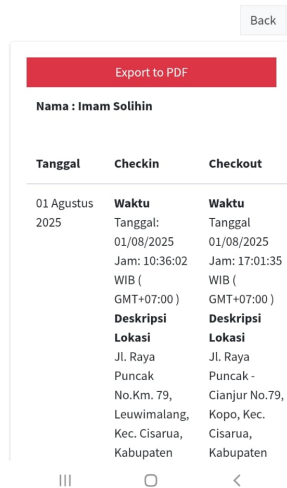 Back
Export to PDF
Nama : Imam Solihin
Tanggal Checkin Checkout
01 Agustus 2025
Waktu
Tanggal:
01/08/2025
Jam: 10:36:02
WIB (
GMT+07:00 )
Deskripsi
Lokasi
Jl. Raya
Puncak
No.Km. 79,
Leuwimalang,
Kec. Cisarua,
Kabupaten
Waktu
Tanggal
01/08/2025
Jam: 17:01:35
WIB (
GMT+07:00 )
Deskripsi
Lokasi
Jl. Raya
Puncak -
Cianjur No.79,
Kopo, Kec.
Cisarua,
Kabupaten